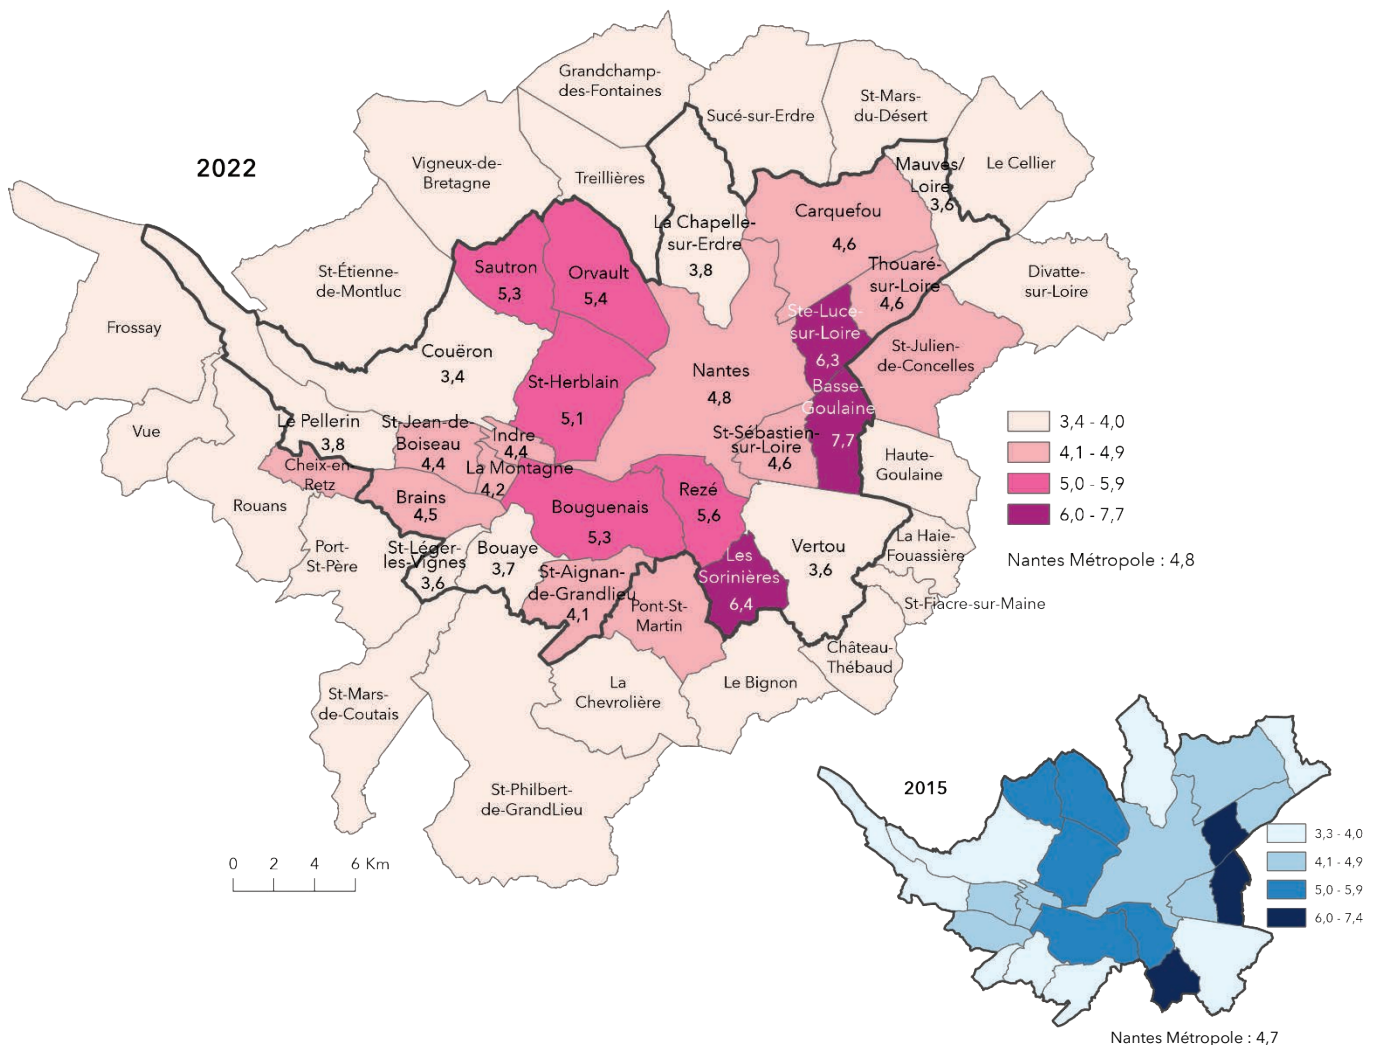 Grandchamp-
des-Fontaines
Sucé-sur-Erdre
St-Mars-
du-Désert
2022
Vigneux-de-
Bretagne
Treillières
Mauves/
Loire
3,6
Le Cellier
La Chapelle-
sur-Erdre
3,8
Carquefou
4,6
St-Étienne-
de-Montluc
Sautron
5,3
Orvault
5,4
Thouaré-
sur-Loire
4,6
Divatte-
sur-Loire
Frossay
Ste-Luce-
sur-Loire
6,3
Couëron
3,4
St-Herblain
5,1
Nantes
4,8
St-Julien-
de-Concelles
Basse-
Goulaine
7,7
Vue
Le Pellerin
3,8
St-Jean-de-
Boiseau
4,4
Indre
4,4
St-Sébastien-
sur-Loire
4,6
Haute-
Goulaine
3,4 - 4,0
4,1 - 4,9
5,0 - 5,9
6,0 - 7,7
Nantes Métropole : 4,8
Cheix-en-
Retz
La Montagne
4,2
Rouans
Brains
4,5
Bouguenais
5,3
Rezé
5,6
Port-
St-Père
St-Léger-
les-Vignes
3,6
Bouaye
3,7
Les
Sorinières
6,4
Vertou
3,6
La Haie-
Fouassière
St-Aignan-
de-Grandlieu
4,1
Pont-St-
Martin
St-Fiacre-sur-Maine
Château-
Thébaud
St-Mars-
de-Coutais
La
Chevrolière
Le Bignon
St-Philbert-
de-GrandLieu
0 2 4 6 Km
2015
3,3 - 4,0
4,1 - 4,9
5,0 - 5,9
6,0 - 7,4
Nantes Métropole : 4,7